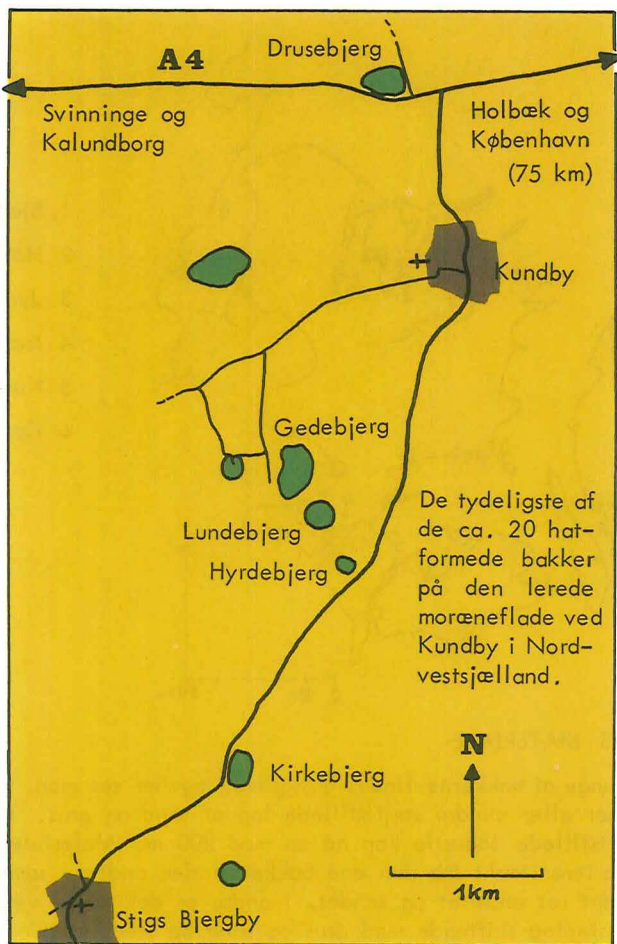 Drusebjerg
A4
Svinninge og
Kalundborg
Holbæk og
København
(75 km)
Kundby
Gedebjerg
Lundebjerg
Hyrdebjerg
De tydeligste af
de ca. 20 hat-
formede bakker
på den lerede
moræneflade ved
Kundby i Nord-
vestsjælland.
Kirkebjerg
N
1km
Stigs Bjergby